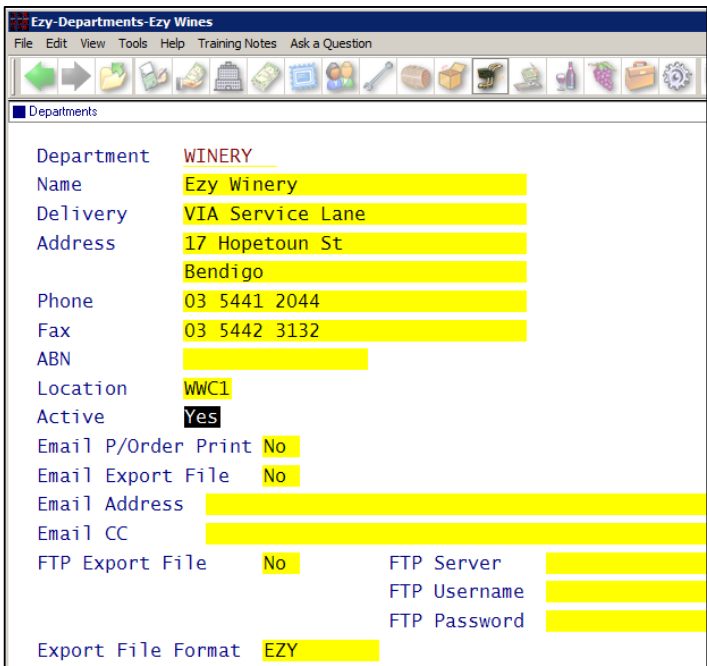 Ezy-Departments-Ezy Wines
File Edit View Tools Help Training Notes Ask a Question
Departments
Department WINERY
Name Ezy Winery
Delivery VIA Service Lane
Address 17 Hopetoun St
Bendigo
Phone 03 5441 2044
Fax 03 5442 3132
ABN
Location WWC1
Active Yes
Email P/Order Print No
Email Export File No
Email Address
Email CC
FTP Export File No FTP Server
FTP Username
FTP Password
Export File Format EZY